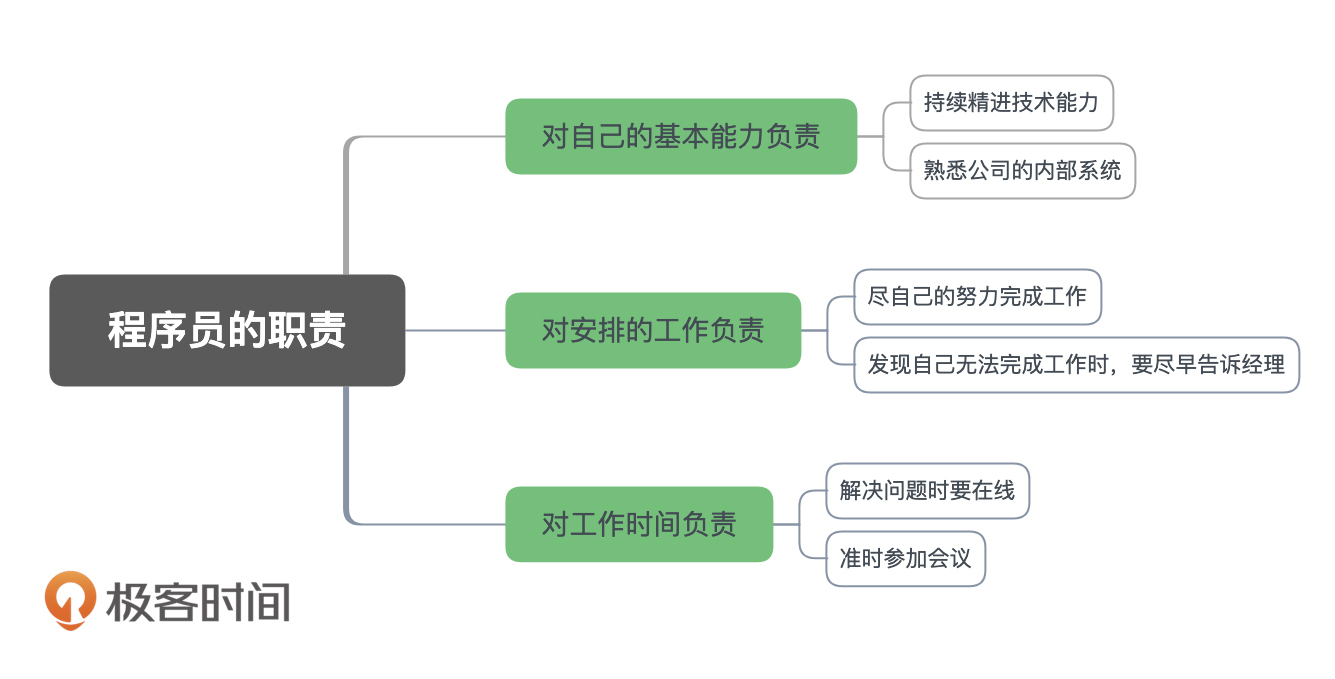 程序员的职责
对自己的基本能力负责
持续精进技术能力
熟悉公司的内部系统
对安排的工作负责
尽自己的努力完成工作
发现自己无法完成工作时，要尽早告诉经理
对工作时间负责
解决问题时要在线
准时参加会议
极客时间